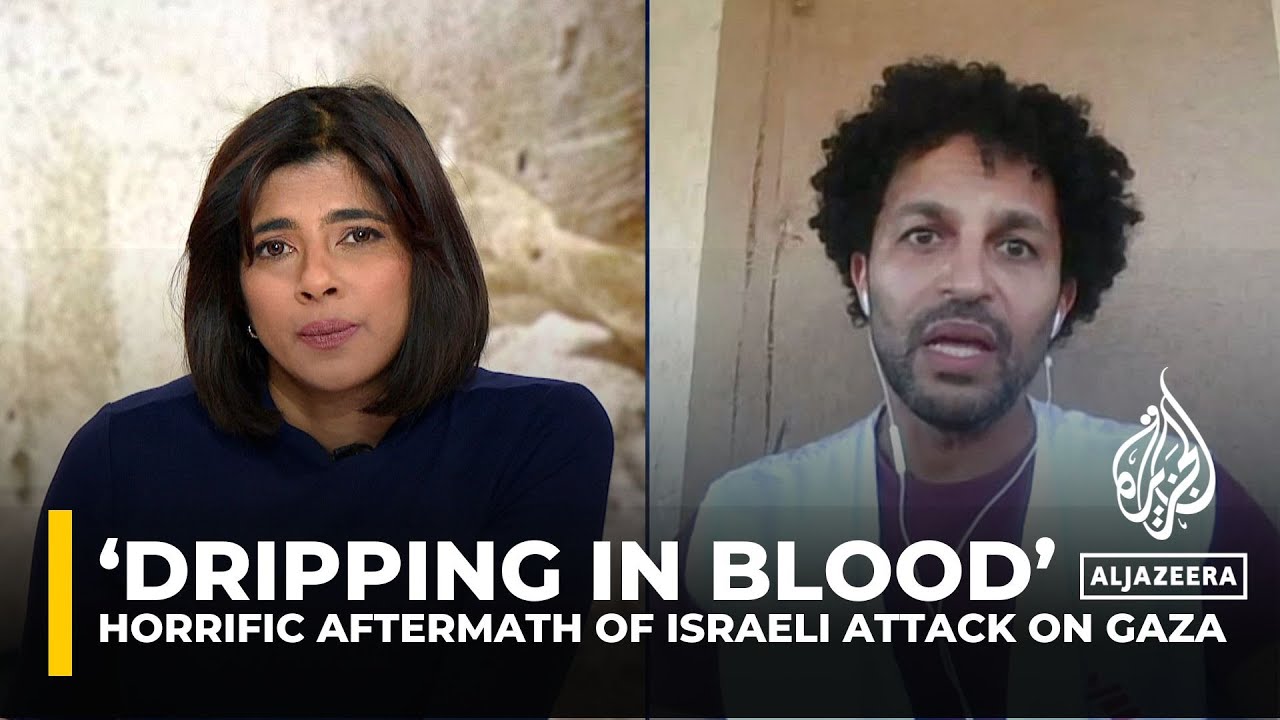 ‘DRIPPING IN BLOOD’
HORRIFIC AFTERMATH OF ISRAELI ATTACK ON GAZA
الجزيرة
ALJAZEERA